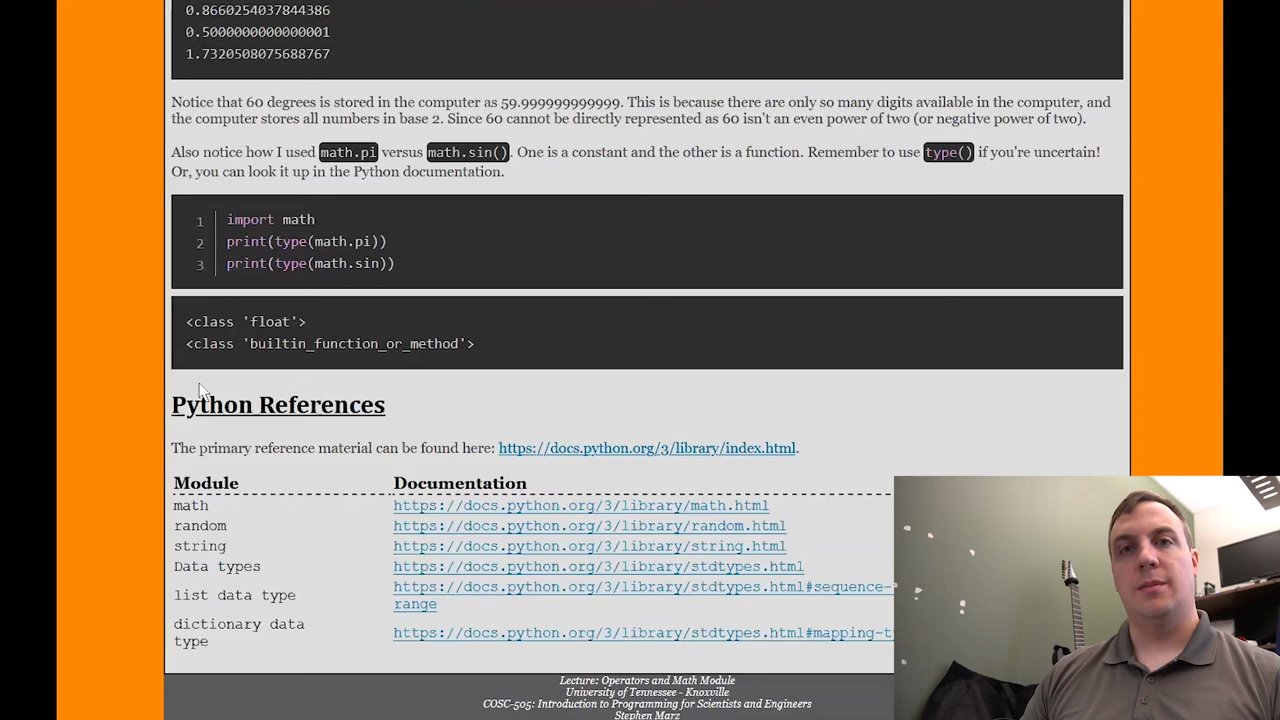 0.8660254037844386
0.5000000000000001
1.7320508075688767
Notice that 60 degrees is stored in the computer as 59.999999999999. This is because there are only so many digits available in the computer, and
the computer stores all numbers in base 2. Since 60 cannot be directly represented as 60 isn't an even power of two (or negative power of two).
Also notice how I used math.pi versus math.sin(). One is a constant and the other is a function. Remember to use type() if you're uncertain!
Or, you can look it up in the Python documentation.
1 import math
2 print(type(math.pi))
3 print(type(math.sin))
<class 'float'>
<class 'builtin_function_or_method'>
Python References
The primary reference material can be found here: https://docs.python.org/3/library/index.html.
Module Documentation
math https://docs.python.org/3/library/math.html
random https://docs.python.org/3/library/random.html
string https://docs.python.org/3/library/string.html
Data types https://docs.python.org/3/library/stdtypes.html
list data type https://docs.python.org/3/library/stdtypes.html#sequence-
range
dictionary data
type https://docs.python.org/3/library/stdtypes.html#mapping-
Lecture: Operators and Math Module
University of Tennessee - Knoxville
COSC-505: Introduction to Programming for Scientists and Engineers
Stephen Marz